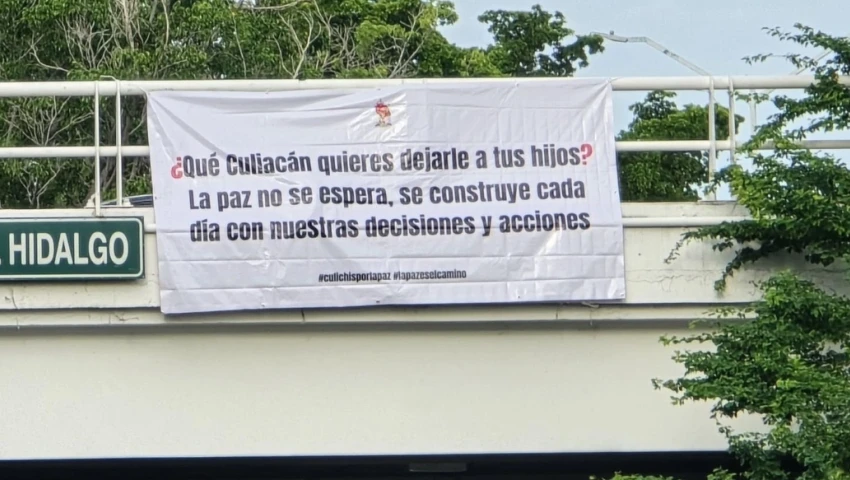 ¿Qué Culiacán quieres dejarle a tus hijos?
La paz no se espera, se construye cada
día con nuestras decisiones y acciones
#culichisporlapaz #lapazeselcamino
HIDALGO